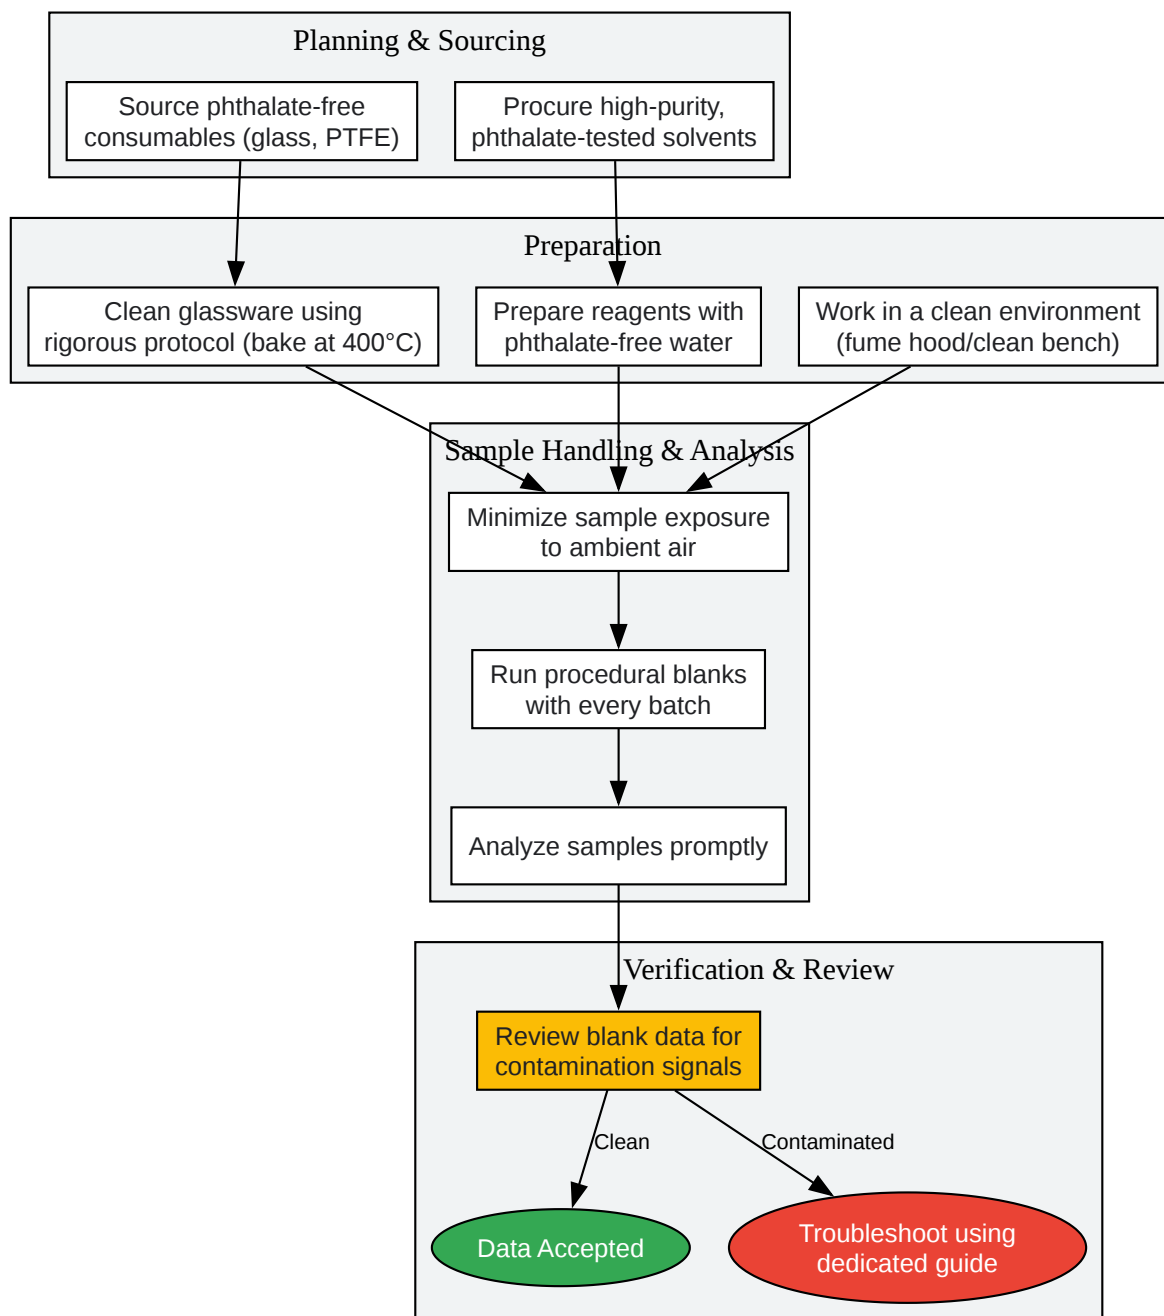 Planning & Sourcing
Source phthalate-free
consumables (glass, PTFE)
Procure high-purity,
phthalate-tested solvents
Preparation
Clean glassware using
rigorous protocol (bake at 400°C)
Prepare reagents with
phthalate-free water
Work in a clean environment
(fume hood/clean bench)
Sample Handling & Analysis
Minimize sample exposure
to ambient air
Run procedural blanks
with every batch
Analyze samples promptly
Verification & Review
Review blank data for
contamination signals
Clean
Contaminated
Data Accepted
Troubleshoot using
dedicated guide